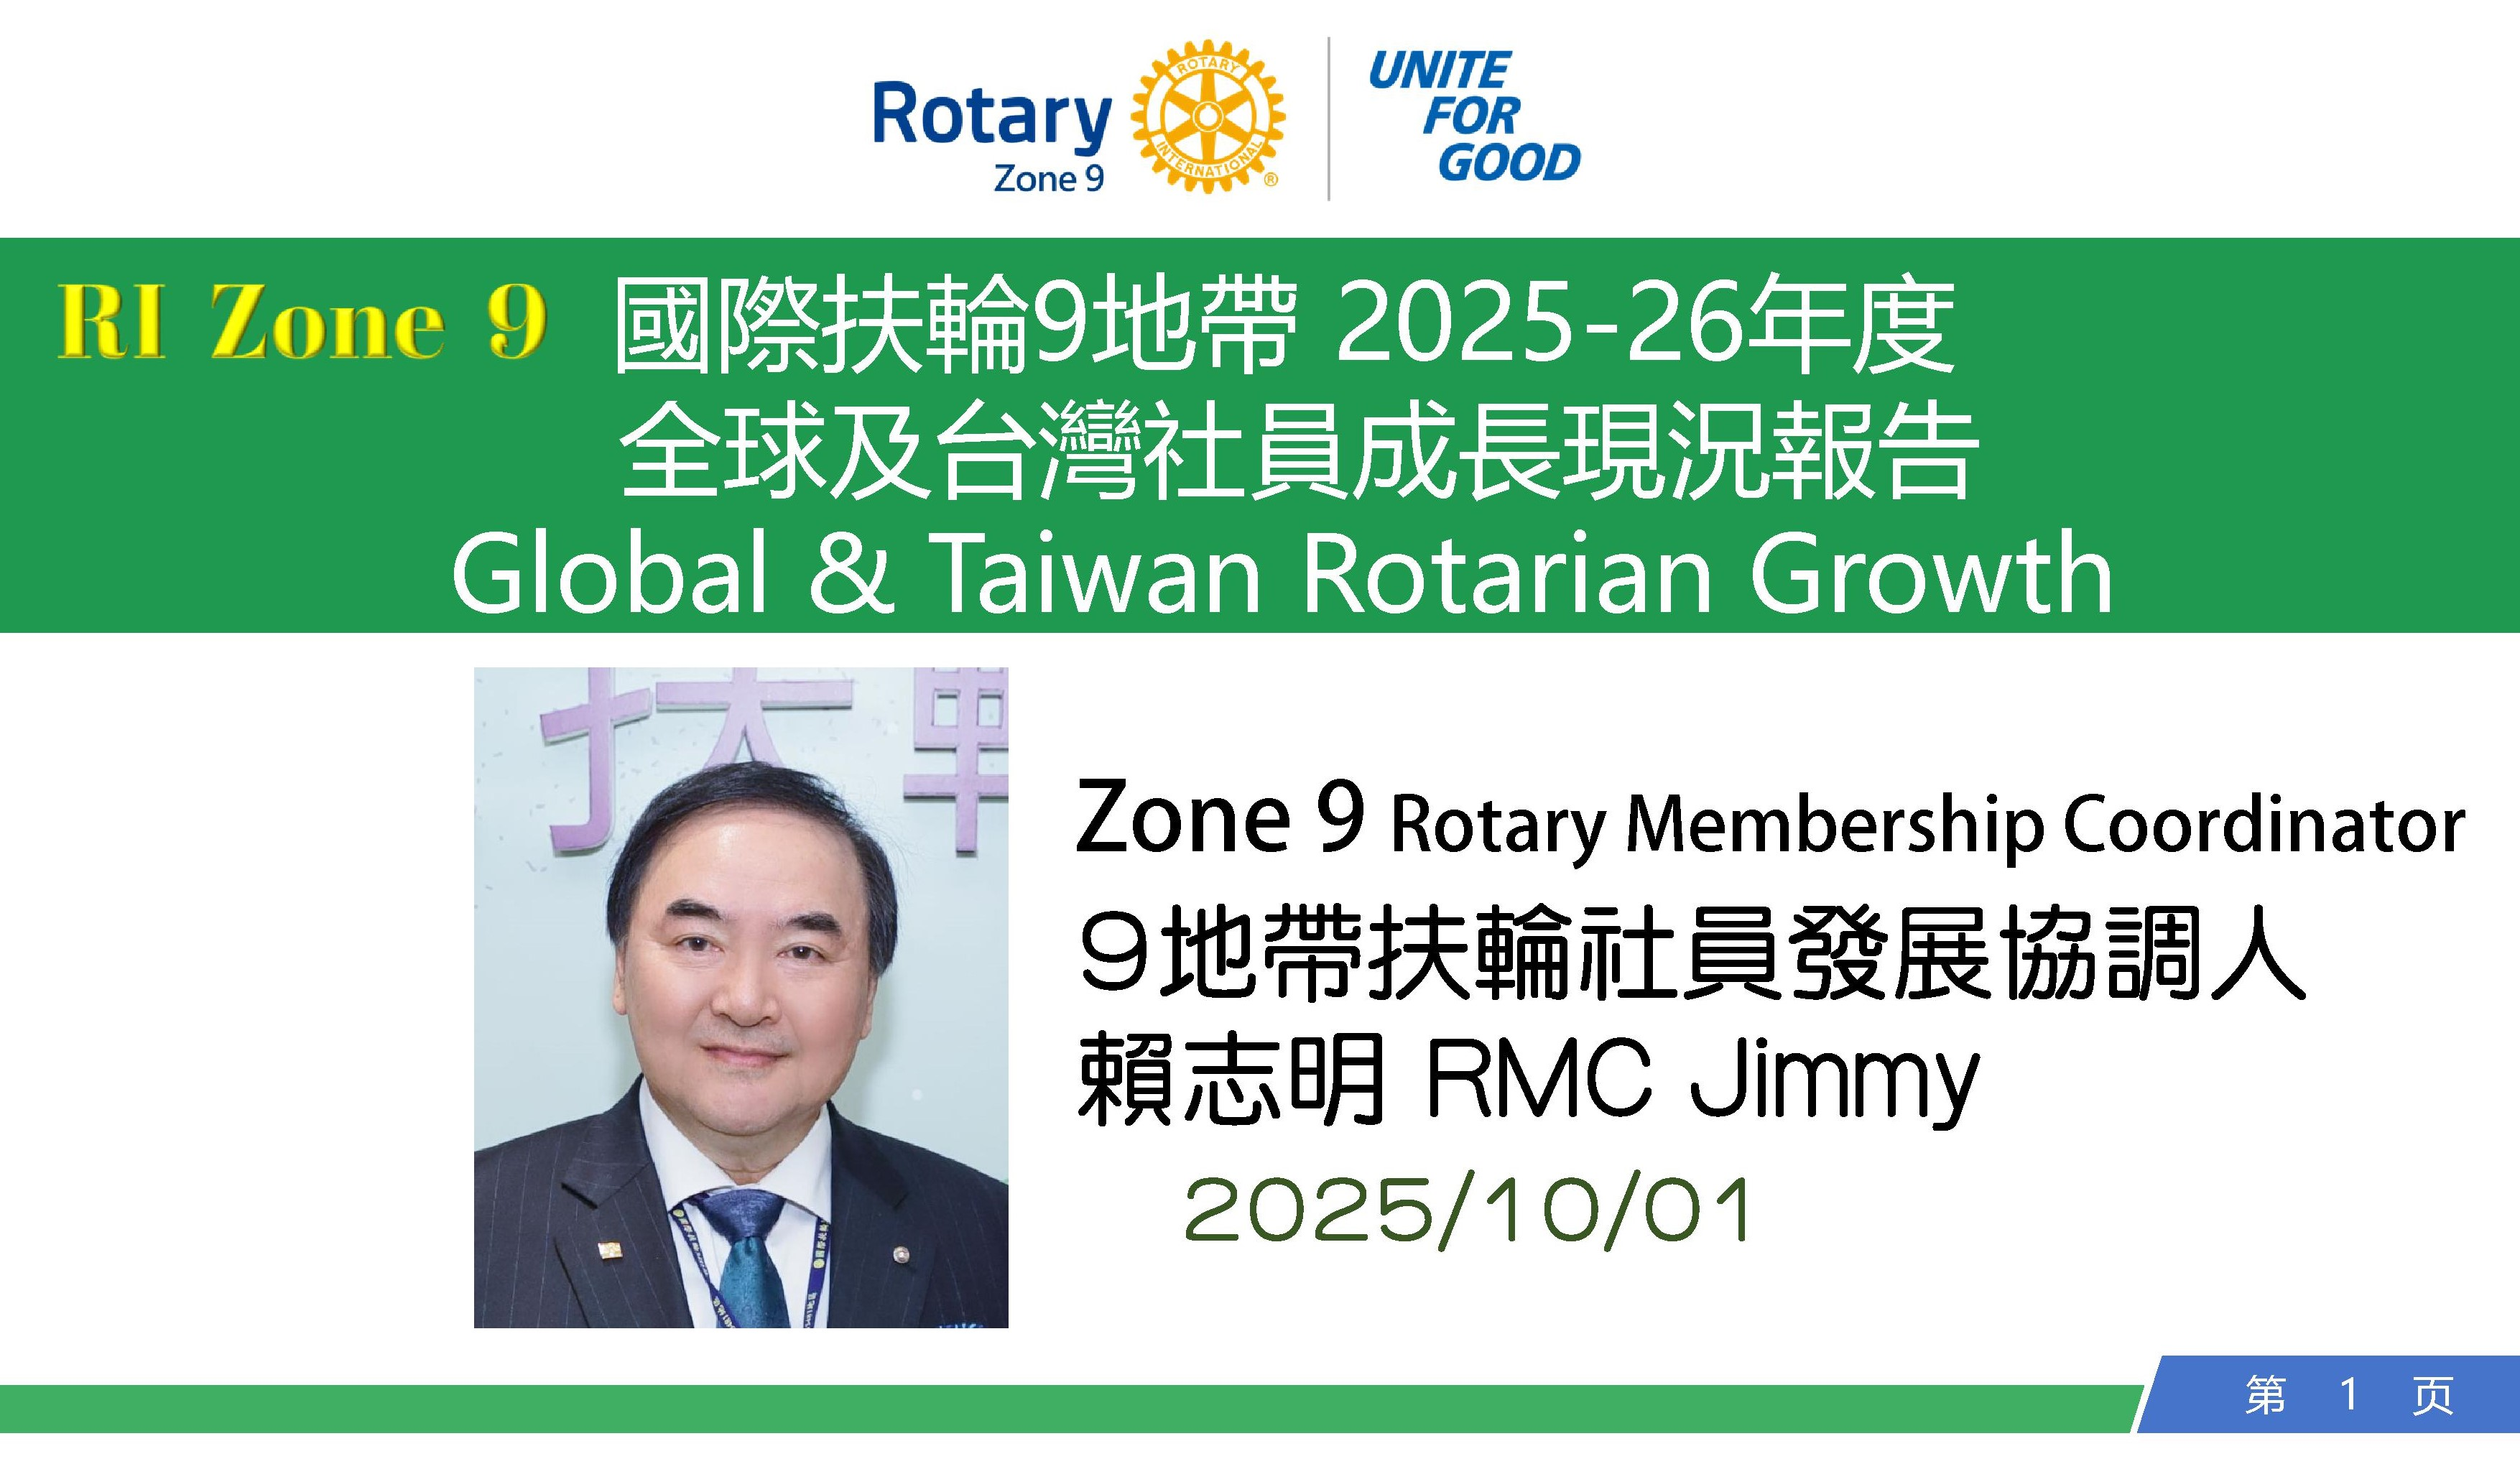 Rotary
Zone 9
ROTARY
INTERNATIONAL
®
UNITE
FOR
GOOD
RI Zone 9 國際扶輪9地帶 2025-26年度
全球及台灣社員成長現況報告
Global & Taiwan Rotarian Growth
扶
Zone 9 Rotary Membership Coordinator
9地帶扶輪社員發展協調人
賴志明 RMC Jimmy
2025/10/01
第 1 页